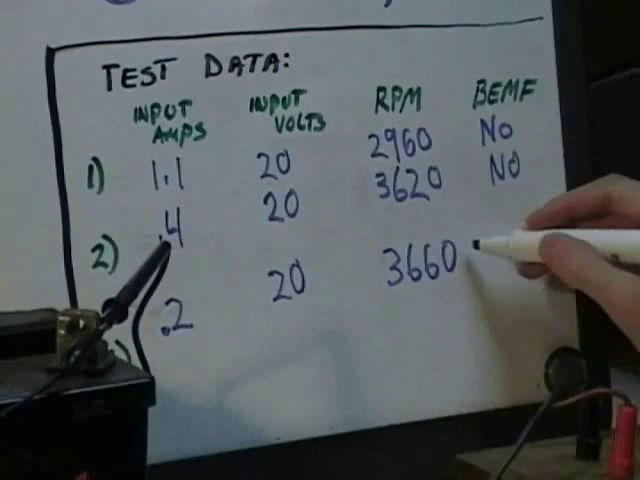 TEST DATA:
INPUT AMPS INPUT VOLTS RPM BEMF
1) 1.1 20 2960 NO
2) .4 20 3620 NO
.2 20 3660